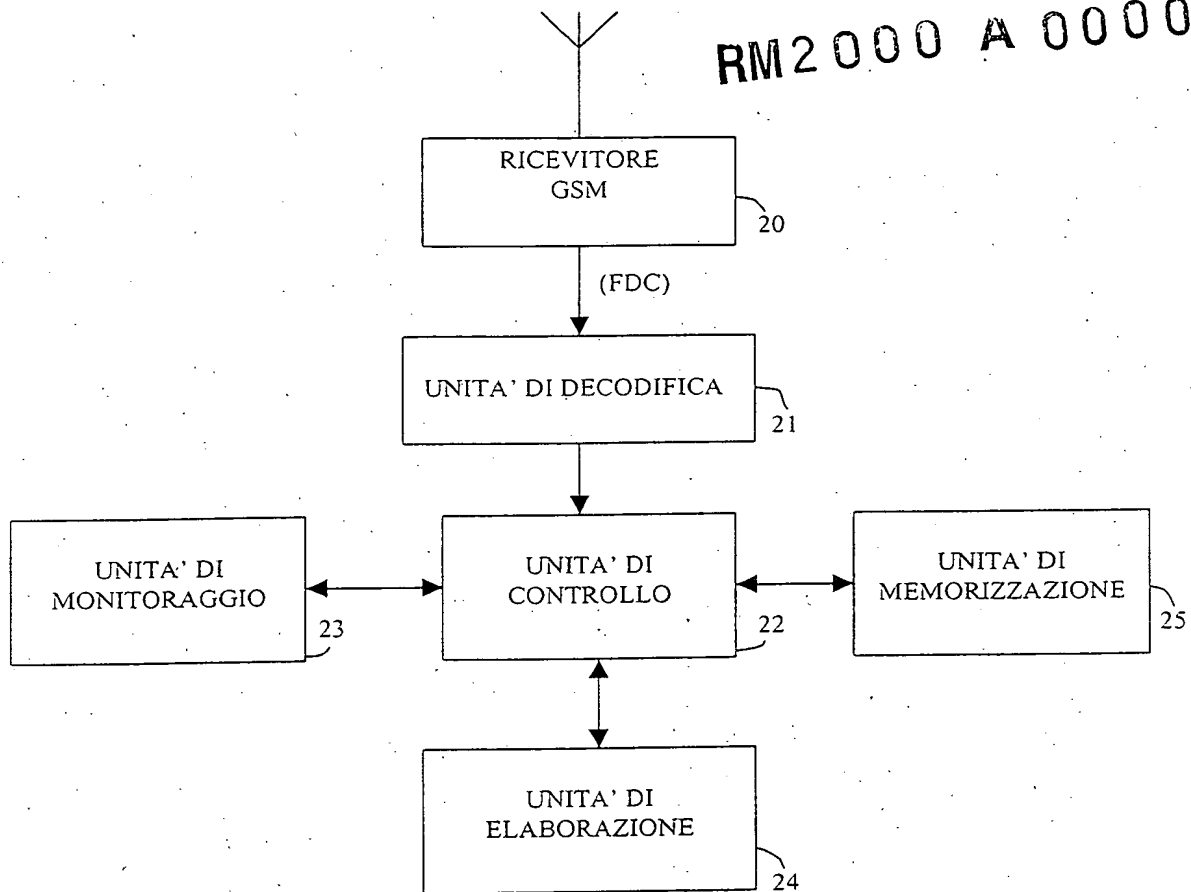 RM2000 A 0000
RICEVITORE
GSM
20
(FDC)
UNITA' DI DECODIFICA
21
UNITA' DI
MONITORAGGIO
23
UNITA' DI
CONTROLLO
22
UNITA' DI
MEMORIZZAZIONE
25
UNITA' DI
ELABORAZIONE
24